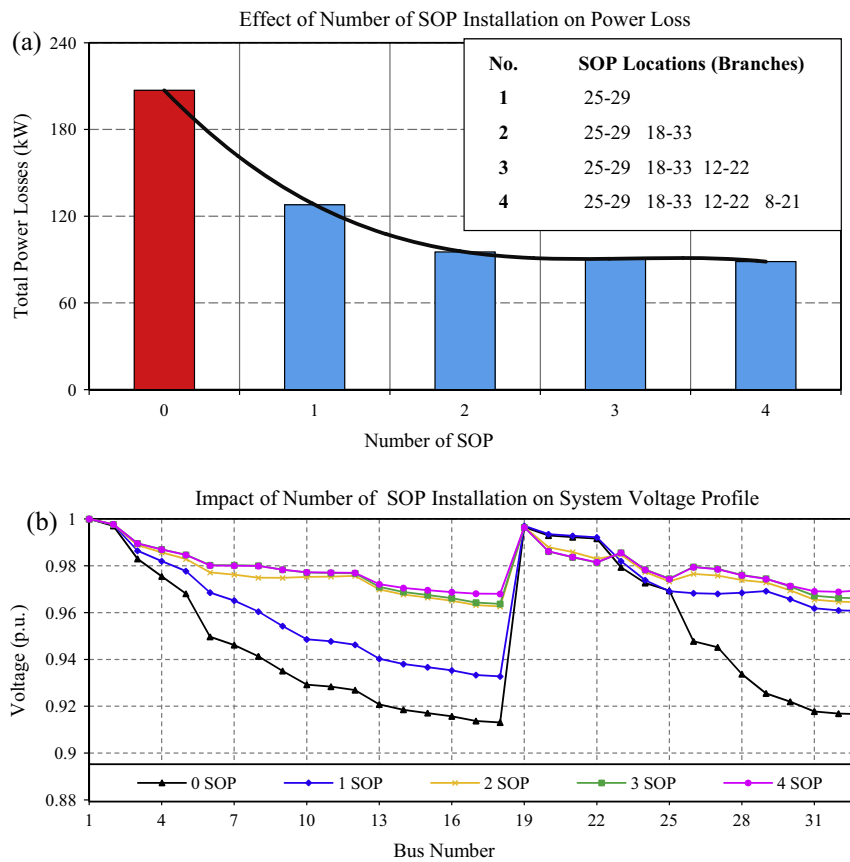 Effect of Number of SOP Installation on Power Loss
(a)
240
180
120
60
0
Total Power Losses (kW)
No. SOP Locations (Branches)
1 25-29
2 25-29 18-33
3 25-29 18-33 12-22
4 25-29 18-33 12-22 8-21
0 1 2 3 4
Number of SOP
Impact of Number of SOP Installation on System Voltage Profile
(b)
1
0.98
0.96
0.94
0.92
0.9
0.88
Voltage (p.u.)
0 SOP 1 SOP 2 SOP 3 SOP 4 SOP
1 4 7 10 13 16 19 22 25 28 31
Bus Number